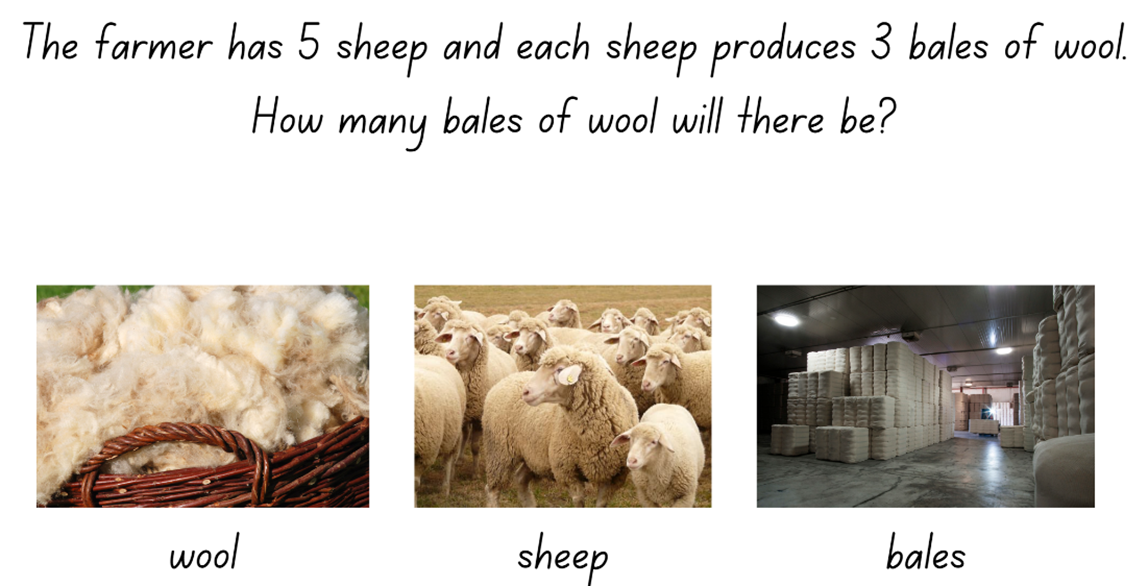 The farmer has 5 sheep and each sheep produces 3 bales of wool.
How many bales of wool will there be?
wool
sheep
bales